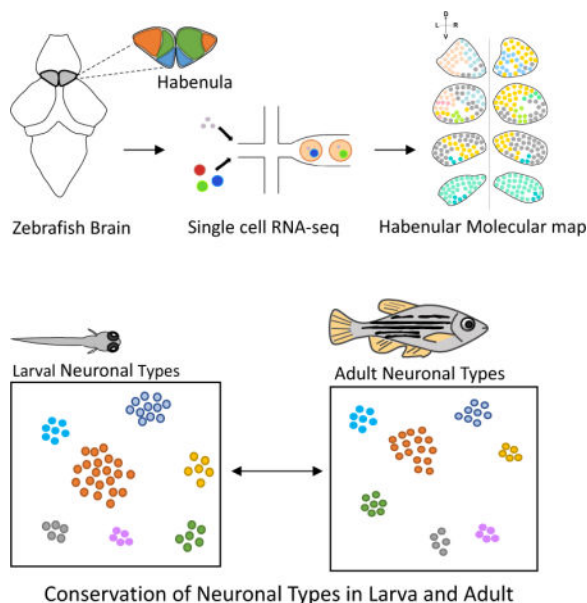 Habenula
D
L R
V
Zebrafish Brain
Single cell RNA-seq
Habenular Molecular map
Larval Neuronal Types
Adult Neuronal Types
Conservation of Neuronal Types in Larva and Adult